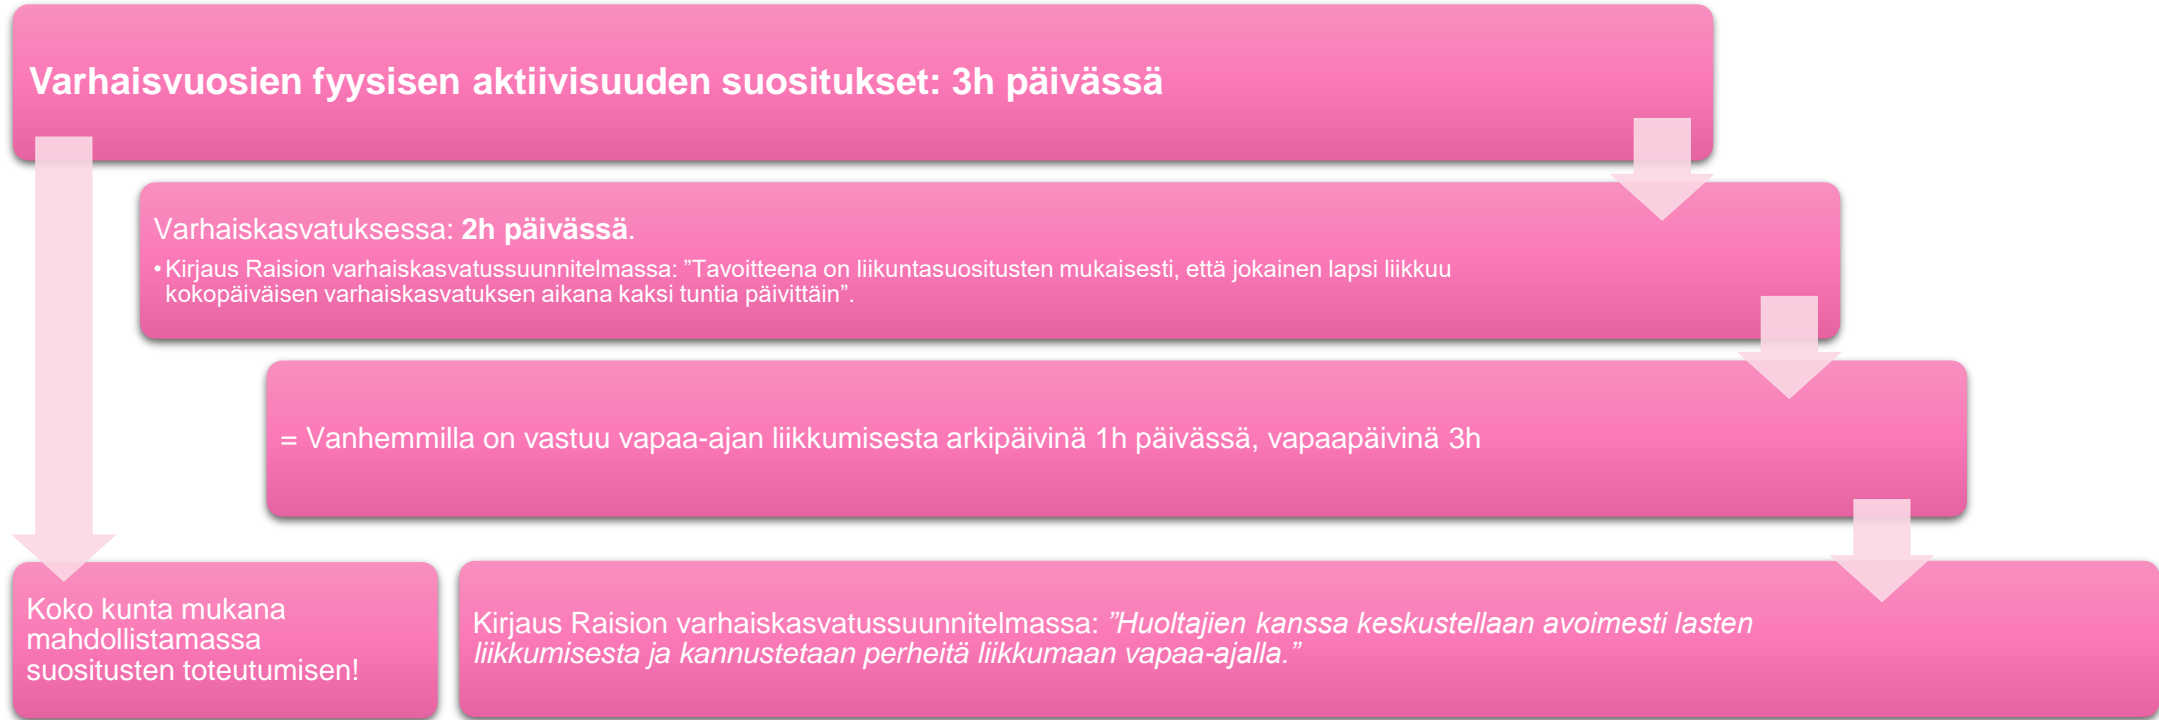 Varhaisvuosien fyysisen aktiivisuuden suositukset: 3h päivässä
Varhaiskasvatuksessa: 2h päivässä.
• Kirjaus Raision varhaiskasvatussuunnitelmassa: ”Tavoitteena on liikuntasuositusten mukaisesti, että jokainen lapsi liikkuu
kokopäiväisen varhaiskasvatuksen aikana kaksi tuntia päivittäin”.
= Vanhemmilla on vastuu vapaa-ajan liikkumisesta arkipäivinä 1h päivässä, vapaapäivinä 3h
Koko kunta mukana
mahdollistamassa
suositusten toteutumisen!
Kirjaus Raision varhaiskasvatussuunnitelmassa: ”Huoltajien kanssa keskustellaan avoimesti lasten
liikkumisesta ja kannustetaan perheitä liikkumaan vapaa-ajalla.”